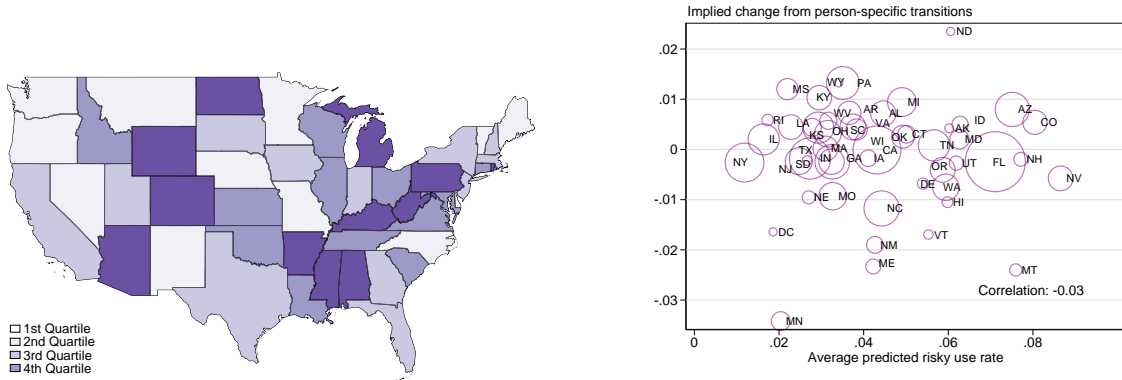 1st Quartile
2nd Quartile
3rd Quartile
4th Quartile
Implied change from person-specific transitions
.02
.01
0
-.01
-.02
-.03
ND
WY
PA
MS
KY
MI
AZ
RI
LA
WV
AR
AL
VA
ID
CO
IL
KS
OH
SC
OK
CT
AK
MD
WI
TN
NY
NJ
TX
SD
IN
MA
GA
IA
CA
OR
UT
FL
NH
NV
DE
WA
NE
MO
NC
HI
DC
NM
VT
ME
MT
MN
Correlation: -0.03
0
.02
.04
.06
.08
Average predicted risky use rate